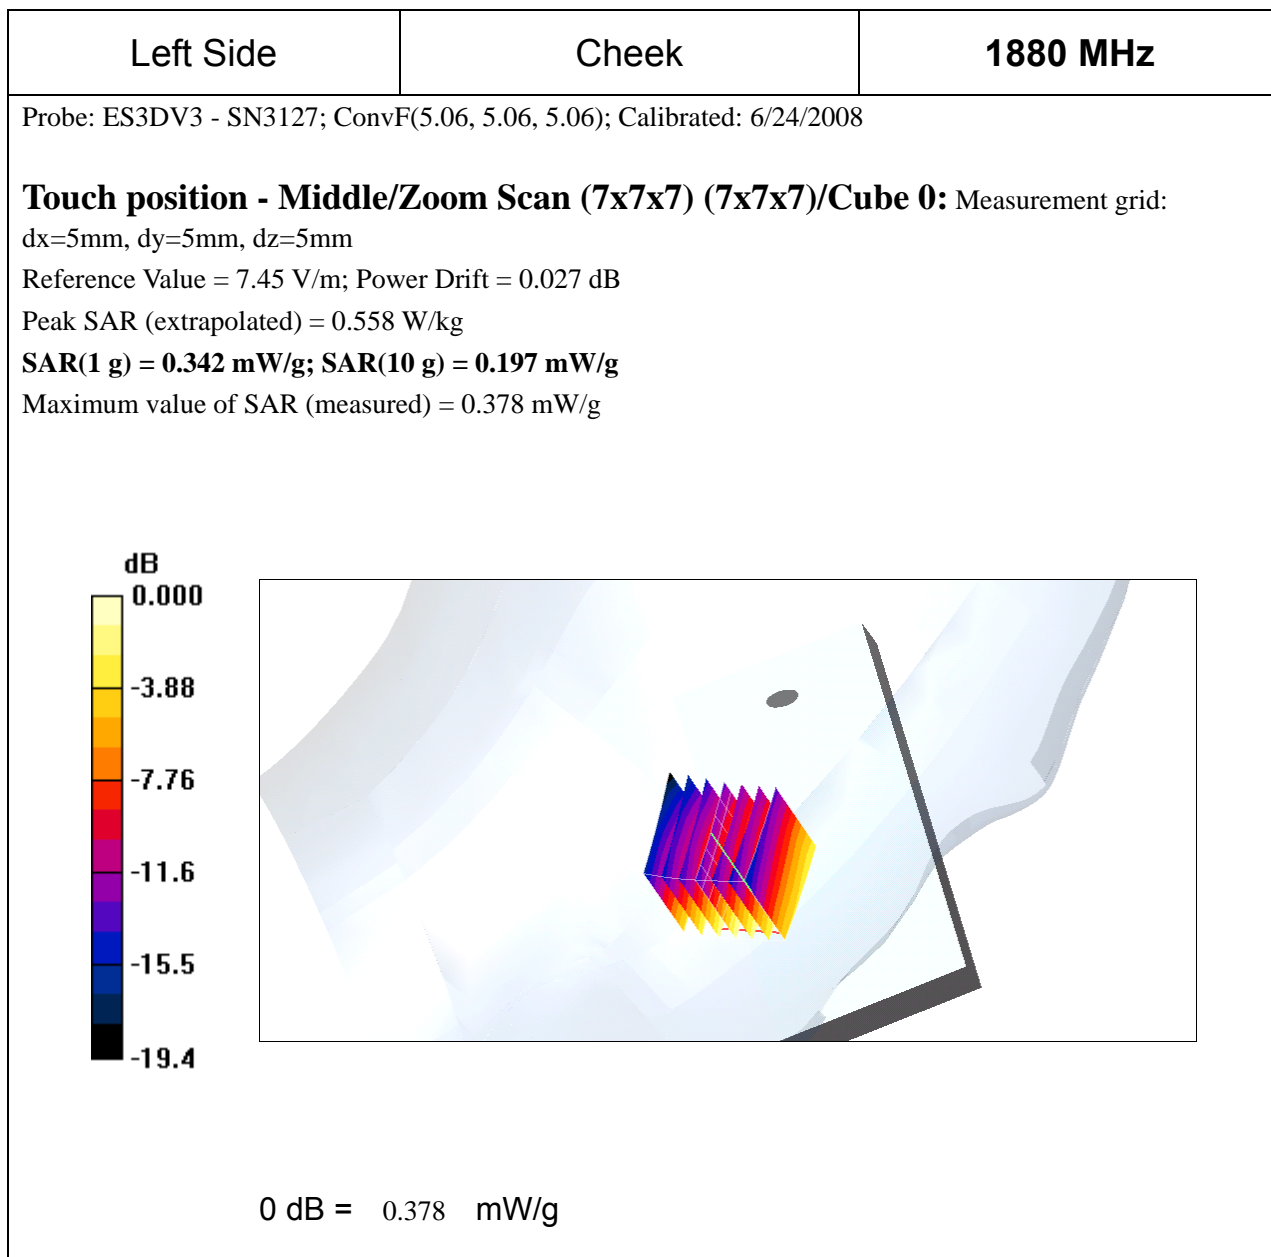 Left Side Cheek 1880 MHz
Probe: ES3DV3 - SN3127; ConvF(5.06, 5.06, 5.06); Calibrated: 6/24/2008
Touch position - Middle/Zoom Scan (7x7x7) (7x7x7)/Cube 0: Measurement grid:
dx=5mm, dy=5mm, dz=5mm
Reference Value = 7.45 V/m; Power Drift = 0.027 dB
Peak SAR (extrapolated) = 0.558 W/kg
SAR(1 g) = 0.342 mW/g; SAR(10 g) = 0.197 mW/g
Maximum value of SAR (measured) = 0.378 mW/g
dB
0.000
-3.88
-7.76
-11.6
-15.5
-19.4
0 dB = 0.378 mW/g